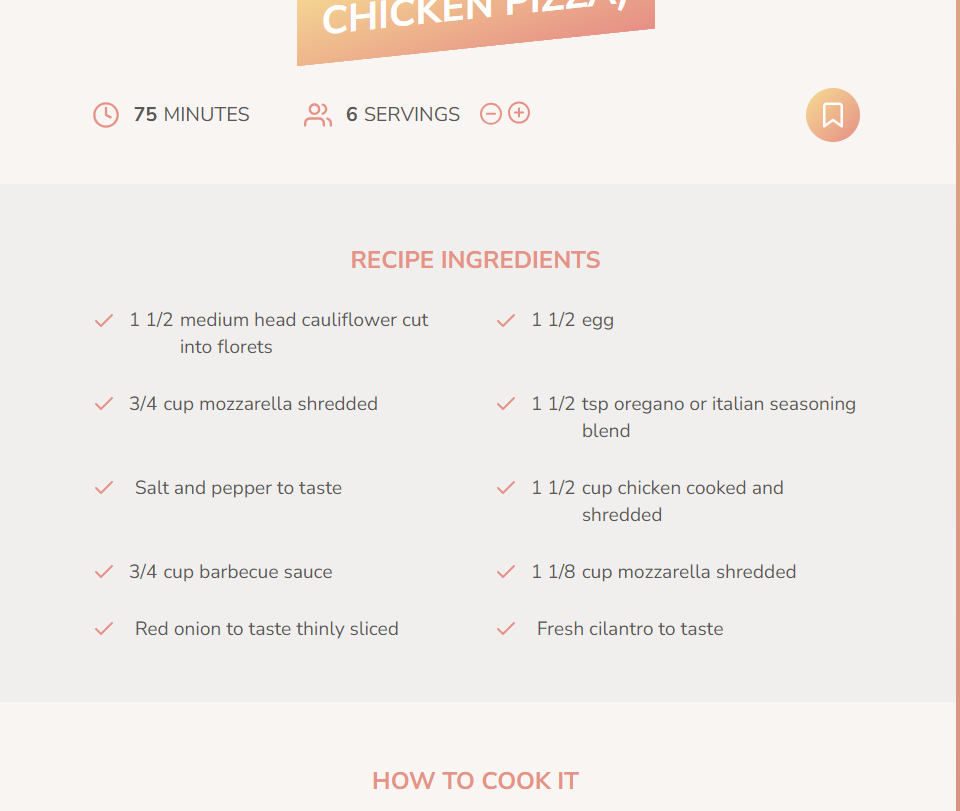 CHICKEN PIZZA)
75 MINUTES
6 SERVINGS
RECIPE INGREDIENTS
1 1/2 medium head cauliflower cut
into florets
1 1/2 egg
3/4 cup mozzarella shredded
1 1/2 tsp oregano or italian seasoning
blend
Salt and pepper to taste
1 1/2 cup chicken cooked and
shredded
3/4 cup barbecue sauce
1 1/8 cup mozzarella shredded
Red onion to taste thinly sliced
Fresh cilantro to taste
HOW TO COOK IT